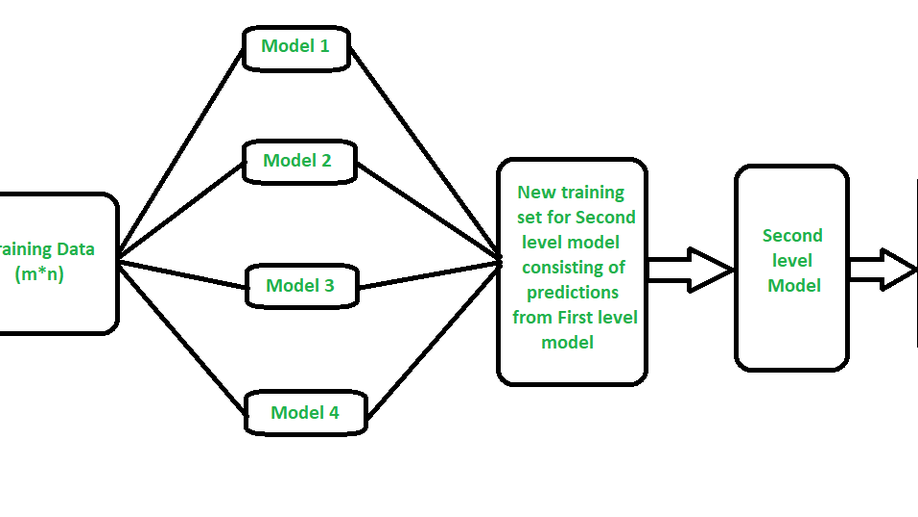 Model 1
Model 2
raining Data
(m*n)
Model 3
Model 4
New training
set for Second
level model
consisting of
predictions
from First level
model
Second
level
Model